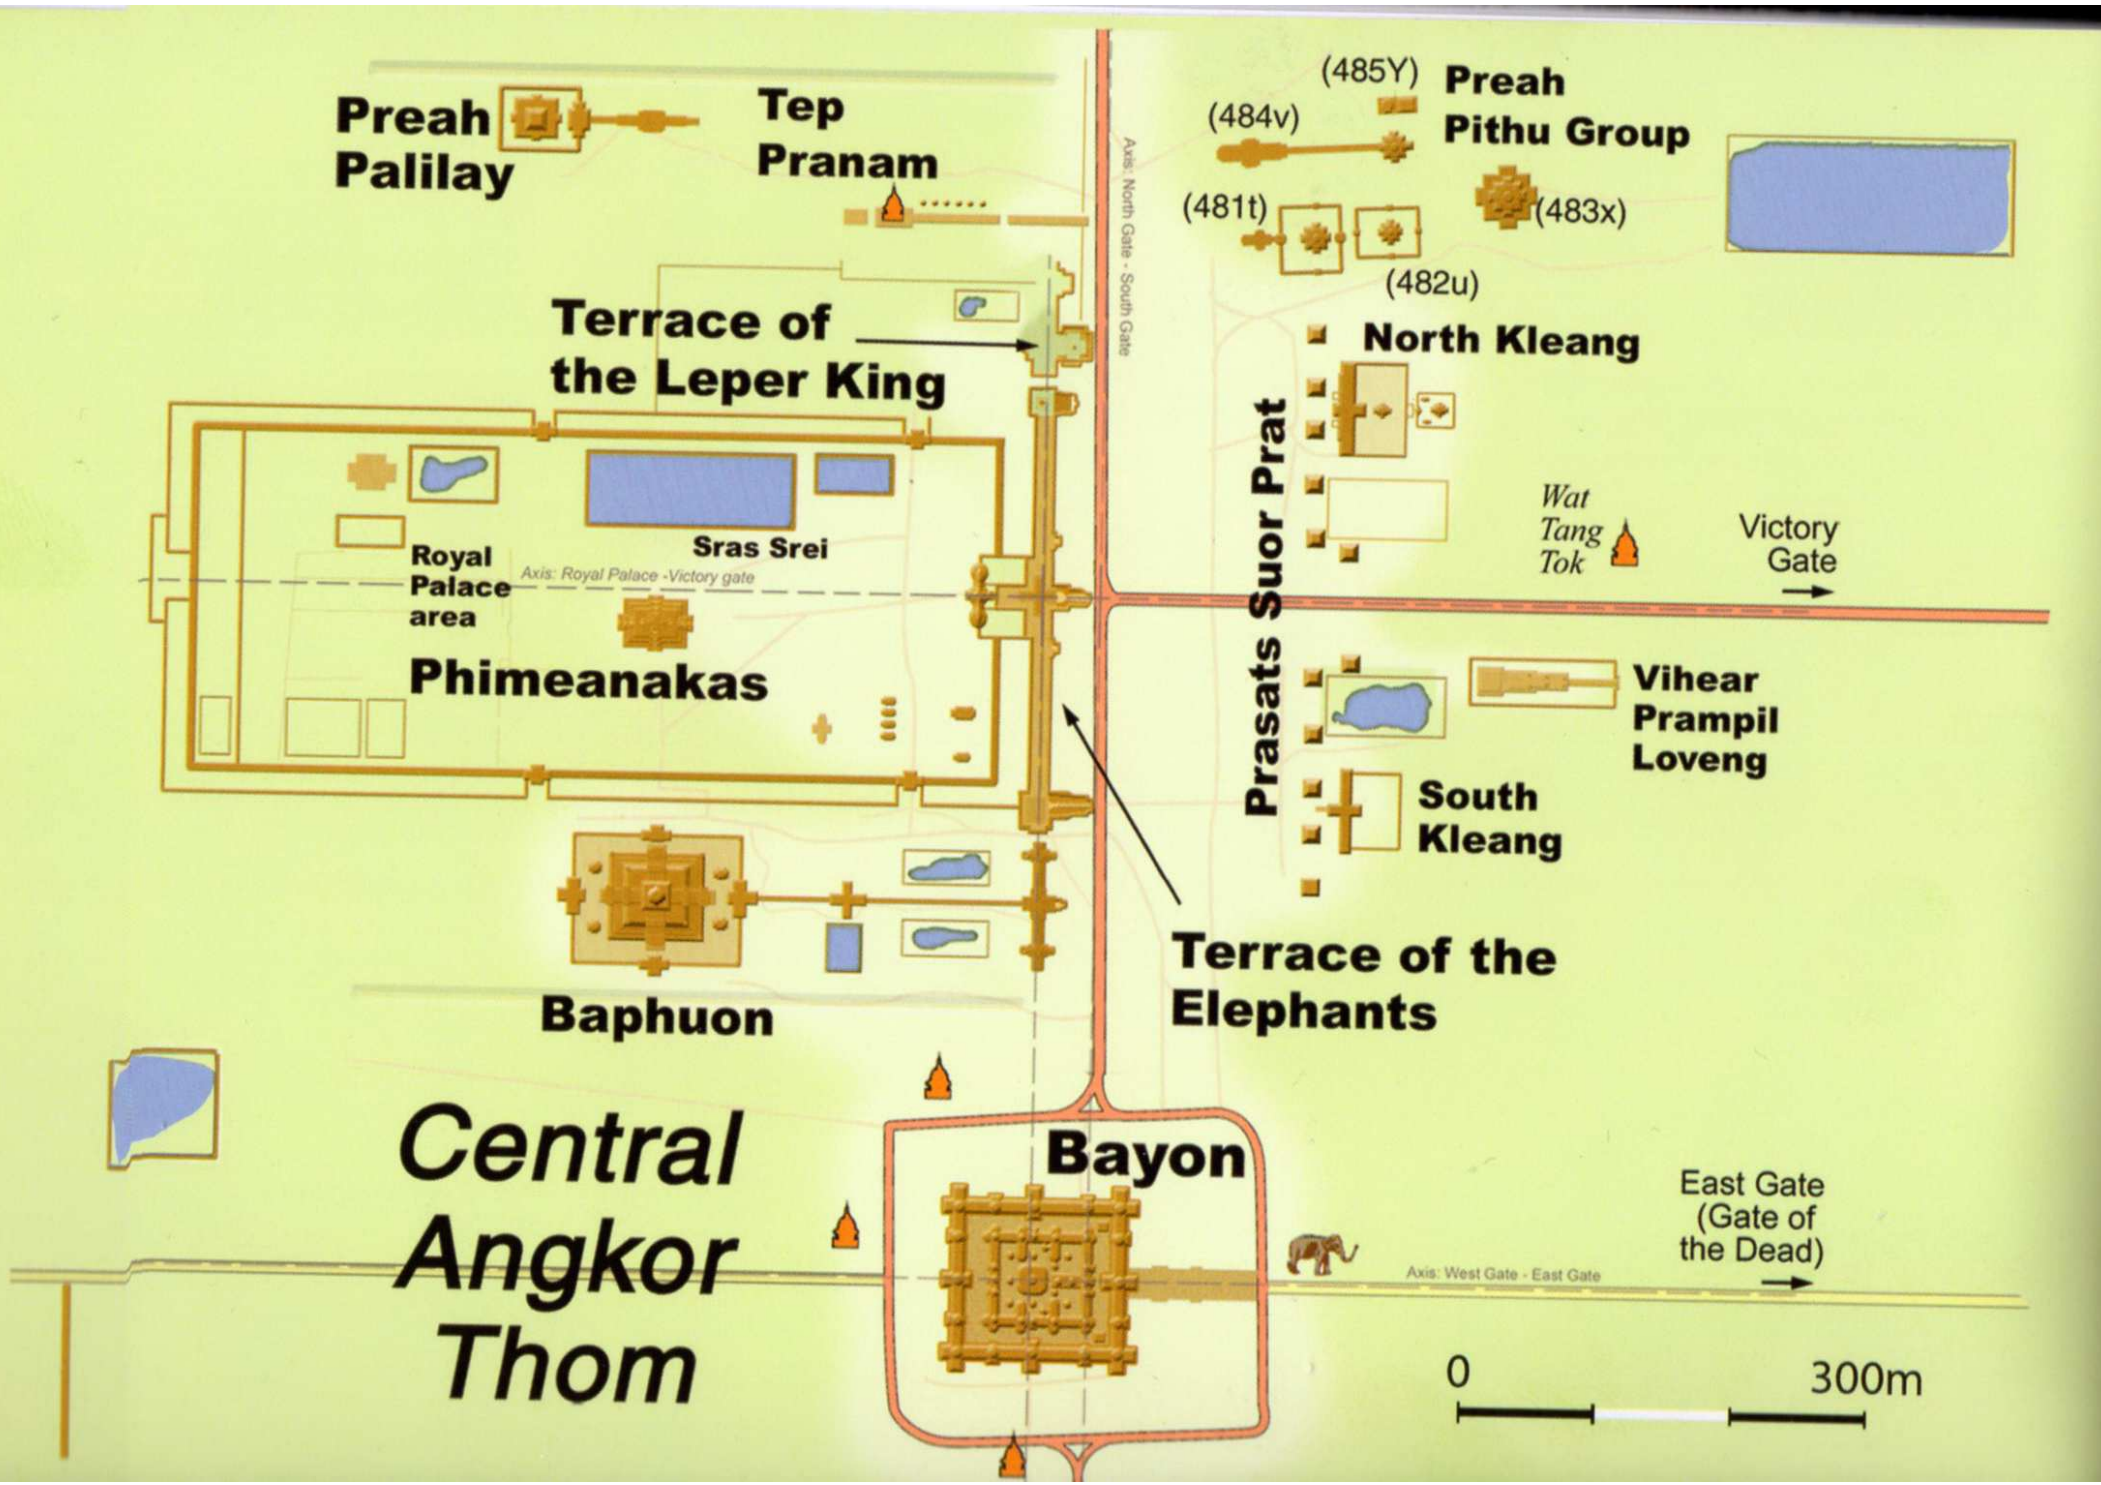 Preah
Palilay
Tep
Pranam
(485Y)
Preah
Pithu Group
(484v)
(481t)
(483x)
(482u)
Axis: North Gate - South Gate
Terrace of
the Leper King
North Kleang
Prasats Suor Prat
Wat
Tang
Tok
Victory
Gate
Sras Srei
Royal
Palace
area
Axis: Royal Palace -Victory gate
Phimeanakas
Vihear
Prampil
Loveng
South
Kleang
Terrace of the
Elephants
Baphuon
Central
Angkor
Thom
Bayon
East Gate
(Gate of
the Dead)
Axis: West Gate - East Gate
0
300m